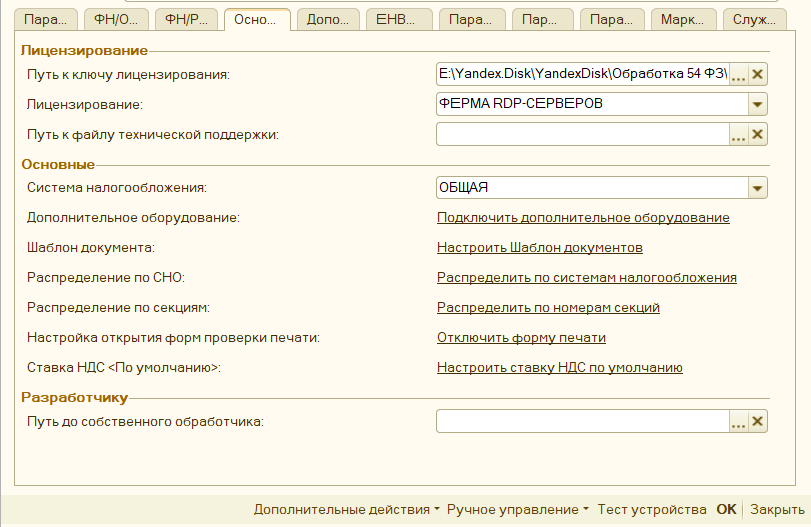 Пара... ФН/О... ФН/Р... Осно... Допо... ЕНВ... Пара... Пар... Пара... Марк... Служ...
Лицензирование
Путь к ключу лицензирования: E:\Yandex.Disk\YandexDisk\Обработка 54 ФЗ\ ...
Лицензирование: ФЕРМА RDP-СЕРВЕРОВ
Путь к файлу технической поддержки: ...
Основные
Система налогообложения: ОБЩАЯ
Дополнительное оборудование: Подключить дополнительное оборудование
Шаблон документа: Настроить Шаблон документов
Распределение по СНО: Распределить по системам налогообложения
Распределение по секциям: Распределить по номерам секций
Настройка открытия форм проверки печати: Отключить форму печати
Ставка НДС <По умолчанию>: Настроить ставку НДС по умолчанию
Разработчику
Путь до собственного обработчика: ...
Дополнительные действия Ручное управление Тест устройства OK Закрыть